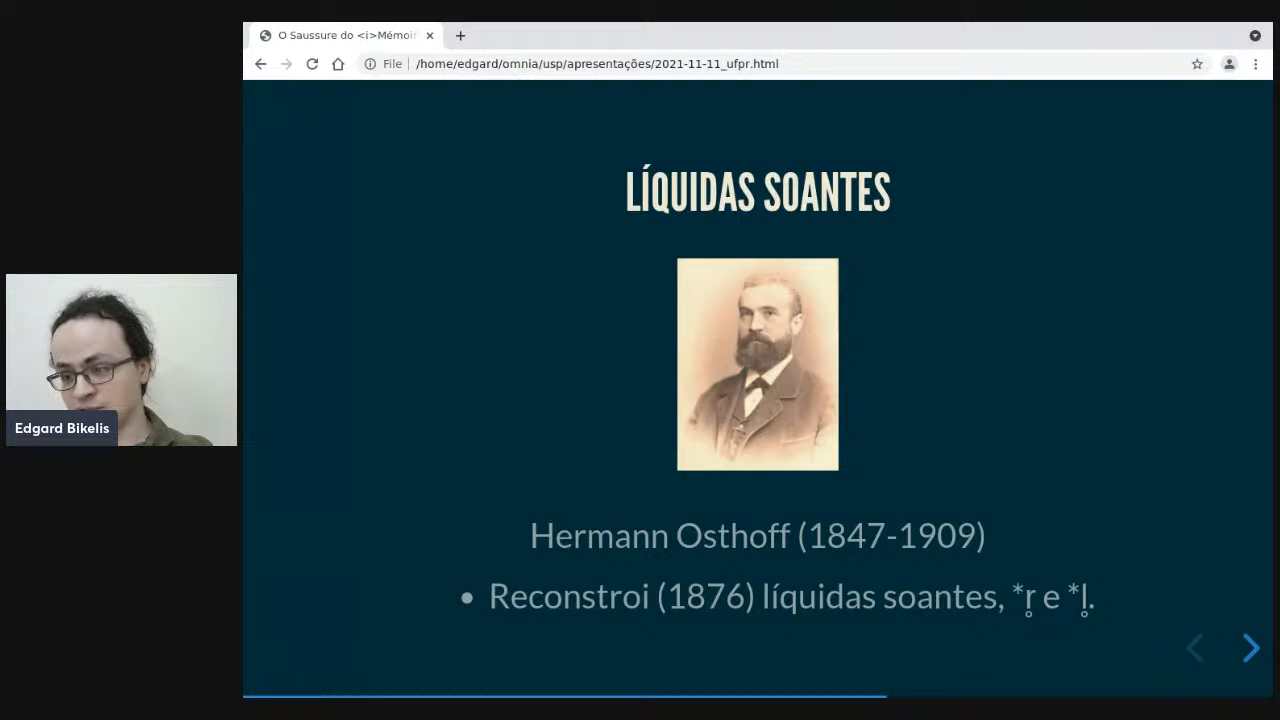 O Saussure do <i>Mémoi
File
/home/edgard/omnia/usp/apresentações/2021-11-11_ufpr.html
LÍQUIDAS SOANTES
Edgard Bikelis
Hermann Osthoff (1847-1909)
• Reconstroi (1876) líquidas soantes, *r̥ e *l̥.